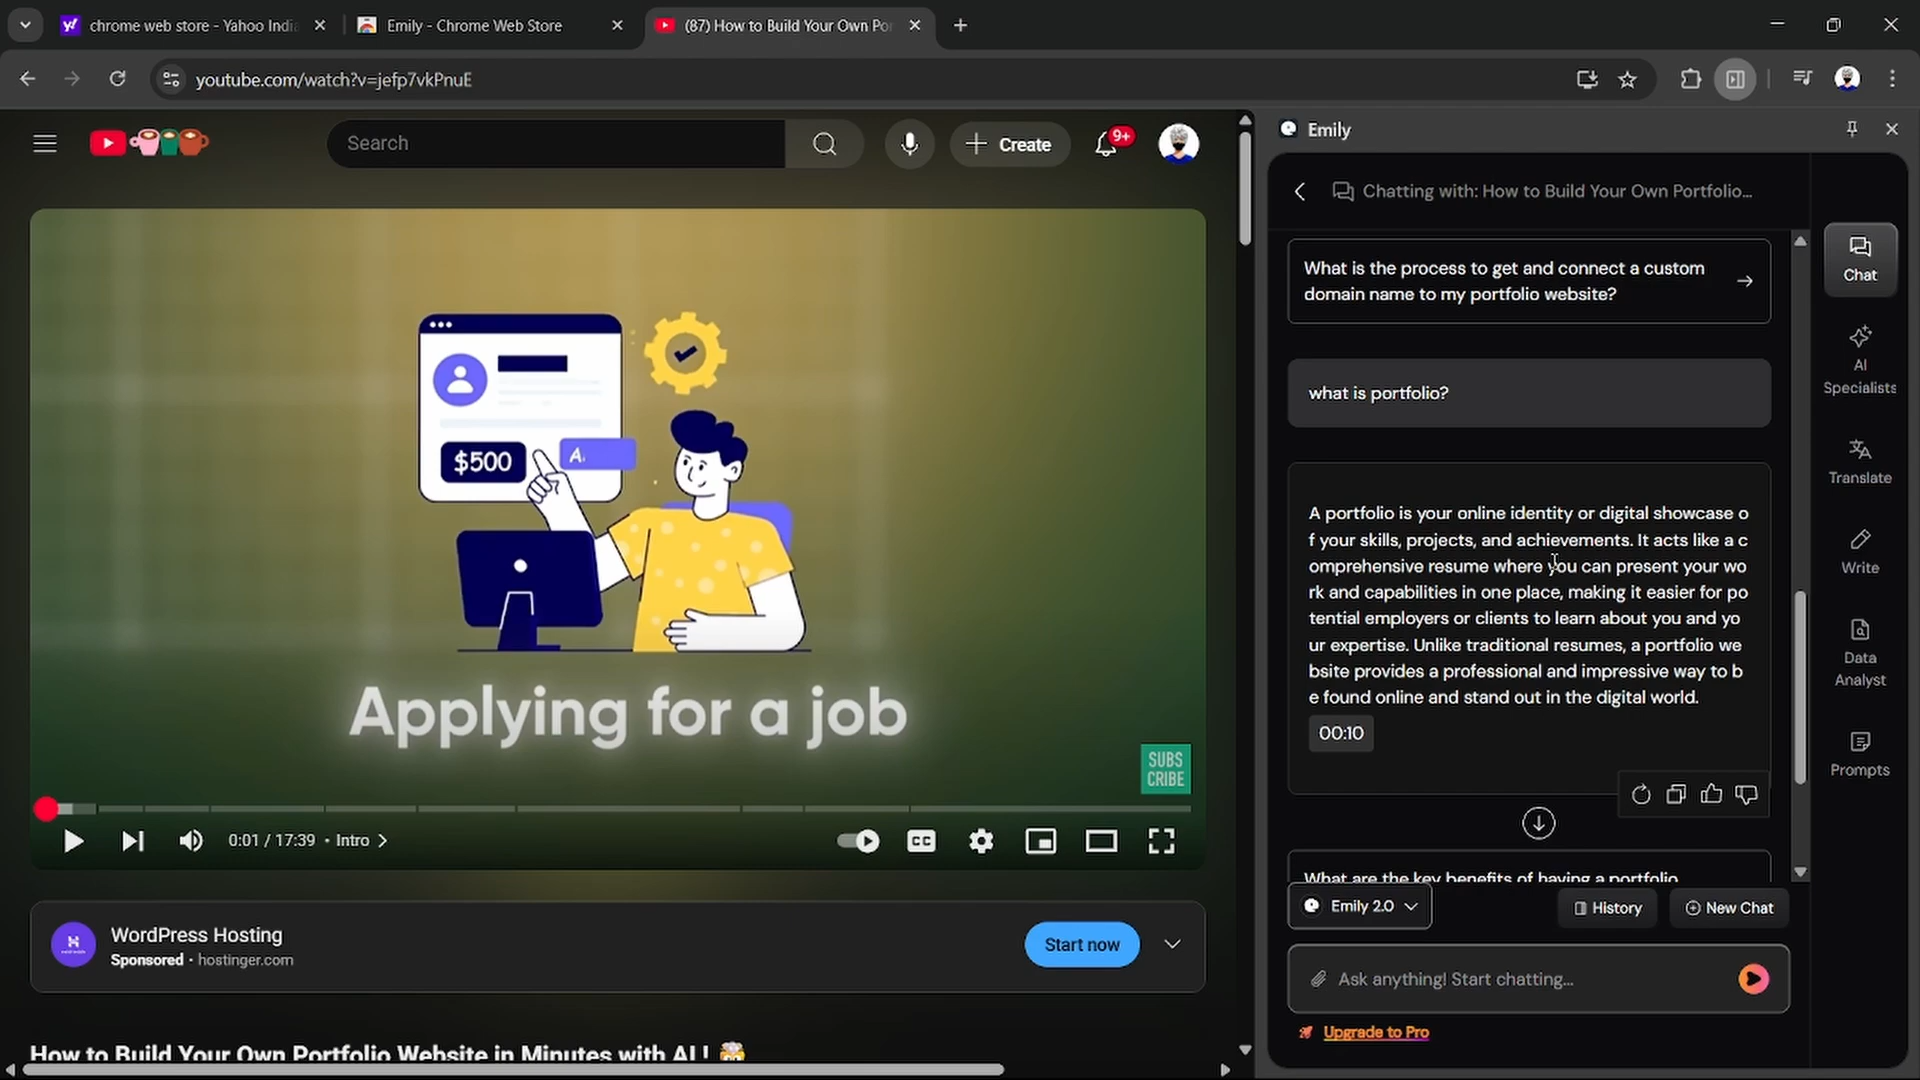 chrome web store - Yahoo India
Emily - Chrome Web Store
(87) How to Build Your Own Po
youtube.com/watch?v=jefp7vkPnuE
Search
Create
9+
$500
A.
Applying for a job
SUBS
CRIBE
0:01 / 17:39 • Intro
CC
WordPress Hosting
Sponsored · hostinger.com
Start now
How to Build Your Own Portfolio Website in Minutes with AI !
Emily
Chatting with: How to Build Your Own Portfolio...
What is the process to get and connect a custom
domain name to my portfolio website?
what is portfolio?
A portfolio is your online identity or digital showcase o
f your skills, projects, and achievements. It acts like a c
omprehensive resume where you can present your wo
rk and capabilities in one place, making it easier for po
tential employers or clients to learn about you and yo
ur expertise. Unlike traditional resumes, a portfolio we
bsite provides a professional and impressive way to b
e found online and stand out in the digital world.
00:10
What are the key benefits of having a portfolio
Emily 2.0
History
New Chat
Ask anything! Start chatting...
Upgrade to Pro
Chat
AI
Specialists
Translate
Write
Data
Analyst
Prompts